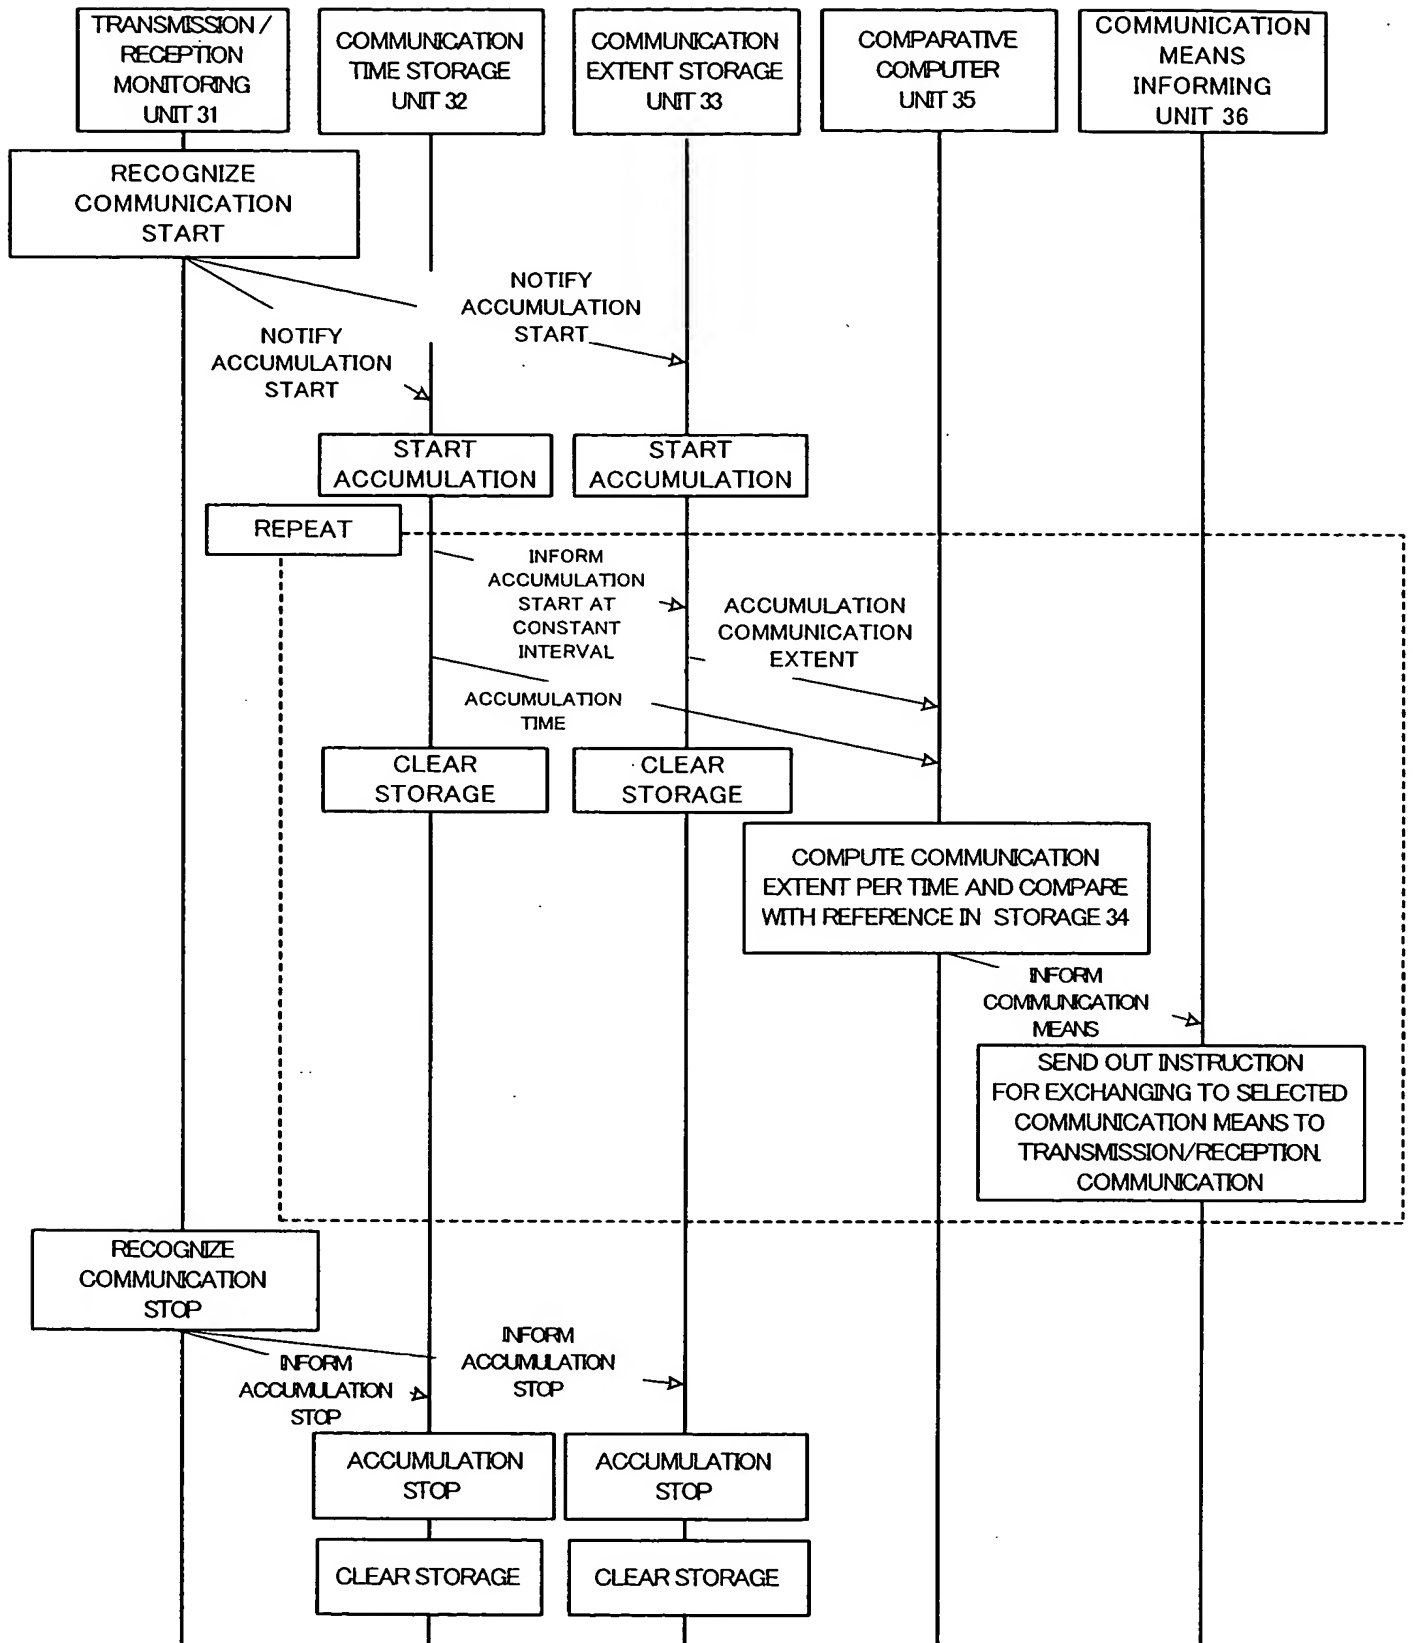 TRANSMISSION /
RECEPTION
MONITORING
UNIT 31
COMMUNICATION
TIME STORAGE
UNIT 32
COMMUNICATION
EXTENT STORAGE
UNIT 33
COMPARATIVE
COMPUTER
UNIT 35
COMMUNICATION
MEANS
INFORMING
UNIT 36
RECOGNIZE
COMMUNICATION
START
NOTIFY
ACCUMULATION
START
NOTIFY
ACCUMULATION
START
START
ACCUMULATION
START
ACCUMULATION
REPEAT
INFORM
ACCUMULATION
START AT
CONSTANT
INTERVAL
ACCUMULATION
COMMUNICATION
EXTENT
ACCUMULATION
TIME
CLEAR
STORAGE
CLEAR
STORAGE
COMPUTE COMMUNICATION
EXTENT PER TIME AND COMPARE
WITH REFERENCE IN STORAGE 34
INFORM
COMMUNICATION
MEANS
SEND OUT INSTRUCTION
FOR EXCHANGING TO SELECTED
COMMUNICATION MEANS TO
TRANSMISSION/RECEPTION
COMMUNICATION
RECOGNIZE
COMMUNICATION
STOP
INFORM
ACCUMULATION
STOP
INFORM
ACCUMULATION
STOP
ACCUMULATION
STOP
ACCUMULATION
STOP
CLEAR STORAGE
CLEAR STORAGE